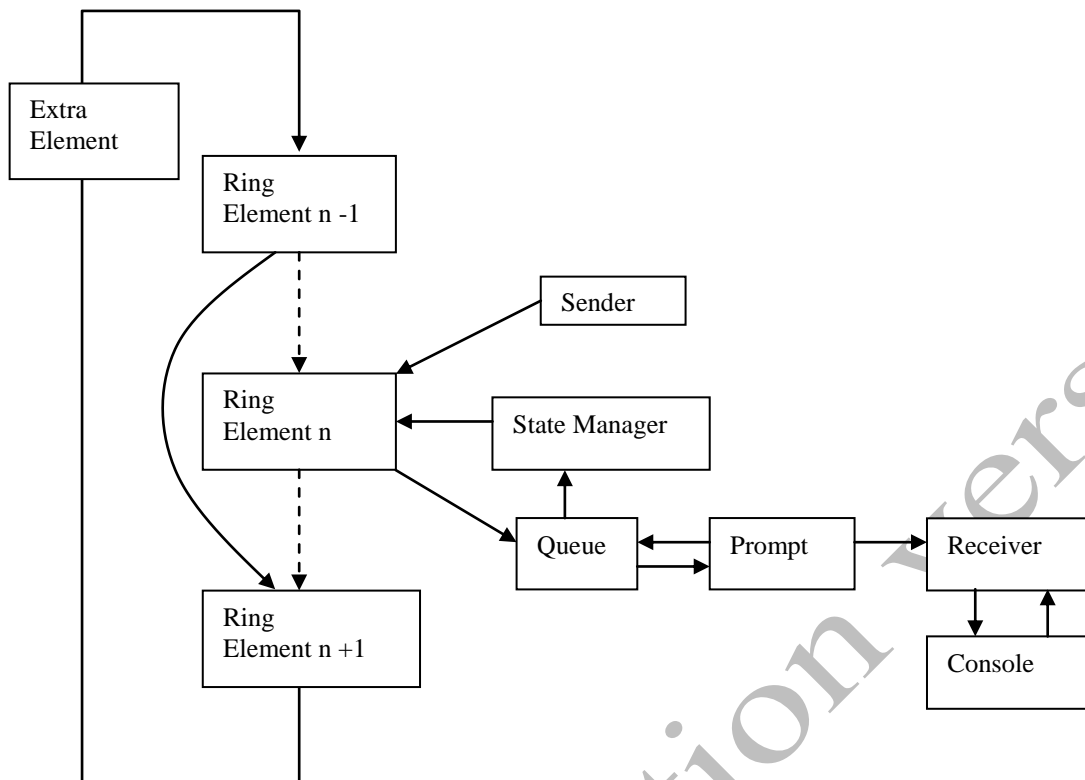 Extra
Element
Ring
Element n -1
Sender
Ring
Element n
State Manager
Queue
Prompt
Receiver
Ring
Element n +1
Console